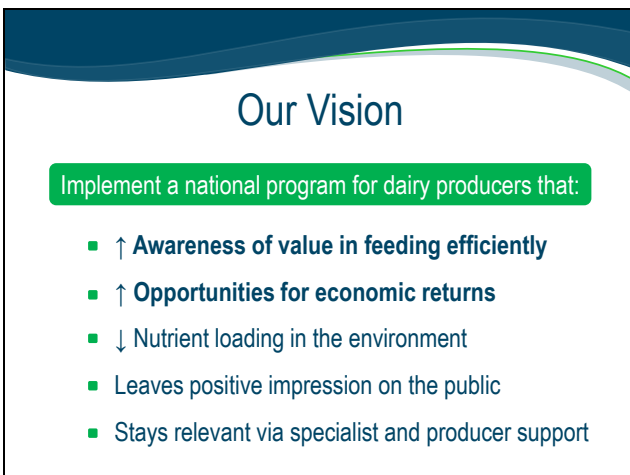 Our Vision
Implement a national program for dairy producers that:
▪ ↑ Awareness of value in feeding efficiently
▪ ↑ Opportunities for economic returns
▪ ↓ Nutrient loading in the environment
▪ Leaves positive impression on the public
▪ Stays relevant via specialist and producer support